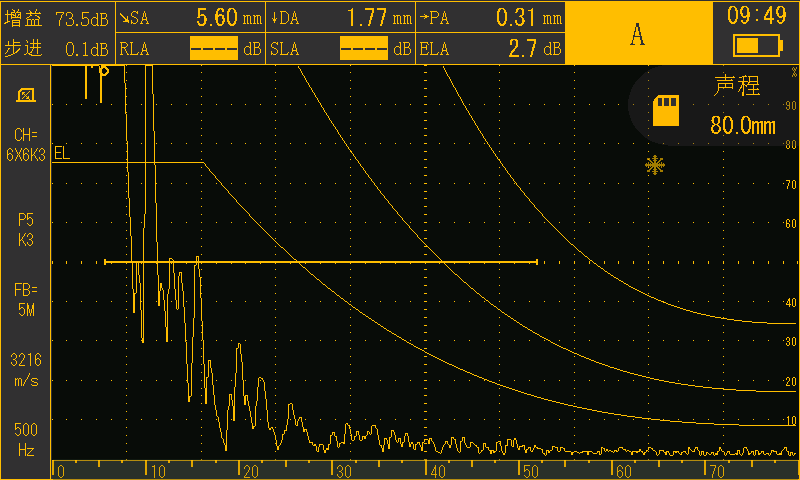 增益 73.5dB ↘SA 5.60 mm ↓DA 1.77 mm →PA 0.31 mm A 09:49
步进 0.1dB RLA ---- dB SLA ---- dB ELA 2.7 dB
声程
80.0mm
%
90
80
70
60
40
30
20
10
CH=
6X6K3
EL
P5
K3
FB=
5M
3216
m/s
500
Hz
0 10 20 30 40 50 60 70